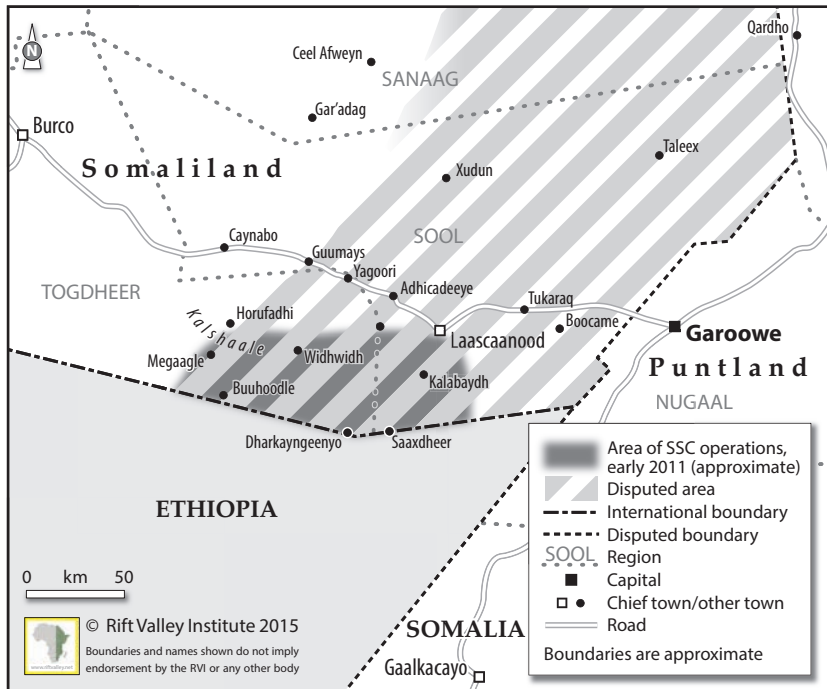 Qardho
N
Ceel Afweyn
SANAAG
Gar'adag
Burco
Somaliland
Taleex
Xudun
Caynabo
SOOL
Guumays
Yagoori
TOGDHEER
Adhicadeeye
Horufadhi
Tukaraq
Kalshaale
Boocame
Laascaanood
Garoowe
Megaagle
Widhwidh
Puntland
Kalabaydh
Buuhoodle
NUGAAL
Dharkayngeenyo
Saaxdheer
Area of SSC operations,
early 2011 (approximate)
Disputed area
ETHIOPIA
International boundary
Disputed boundary
SOOL Region
0 km 50
Capital
Chief town/other town
© Rift Valley Institute 2015
SOMALIA
Road
Boundaries and names shown do not imply
endorsement by the RVI or any other body
www.riftvalley.net
Boundaries are approximate
Gaalkacayo